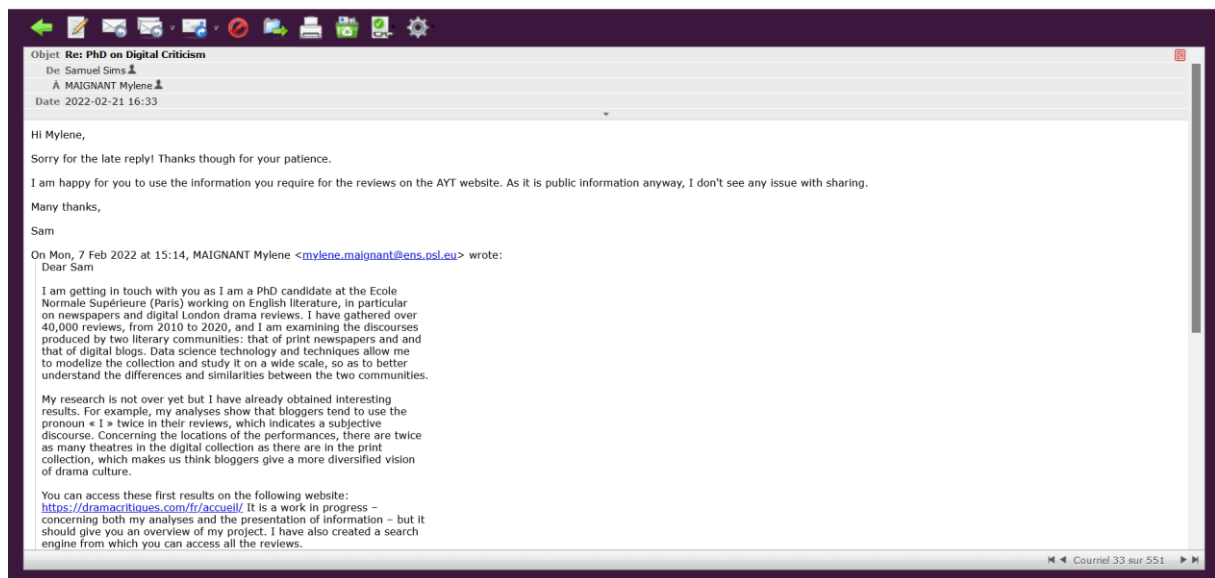 Objet Re: PhD on Digital Criticism
De Samuel Sims
À MAIGNANT Mylene
Date 2022-02-21 16:33
Hi Mylene,
Sorry for the late reply! Thanks though for your patience.
I am happy for you to use the information you require for the reviews on the AYT website. As it is public information anyway, I don't see any issue with sharing.
Many thanks,
Sam
On Mon, 7 Feb 2022 at 15:14, MAIGNANT Mylene <mylene.maignant@ens.psl.eu> wrote:
Dear Sam
I am getting in touch with you as I am a PhD candidate at the Ecole
Normale Supérieure (Paris) working on English literature, in particular
on newspapers and digital London drama reviews. I have gathered over
40,000 reviews, from 2010 to 2020, and I am examining the discourses
produced by two literary communities: that of print newspapers and and
that of digital blogs. Data science technology and techniques allow me
to modelize the collection and study it on a wide scale, so as to better
understand the differences and similarities between the two communities.
My research is not over yet but I have already obtained interesting
results. For example, my analyses show that bloggers tend to use the
pronoun « I » twice in their reviews, which indicates a subjective
discourse. Concerning the locations of the performances, there are twice
as many theatres in the digital collection as there are in the print
collection, which makes us think bloggers give a more diversified vision
of drama culture.
You can access these first results on the following website:
https://dramacritiques.com/fr/accueil/ It is a work in progress –
concerning both my analyses and the presentation of information – but it
should give you an overview of my project. I have also created a search
engine from which you can access all the reviews.
Courriel 33 sur 551